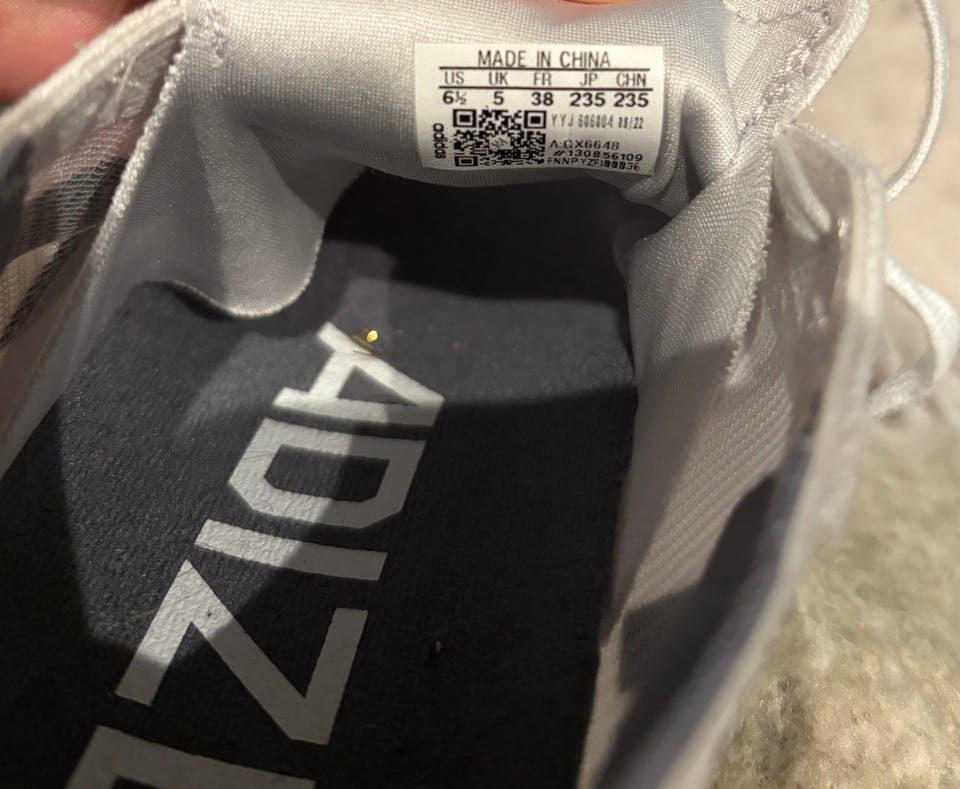 MADE IN CHINA
US UK FR JP CHN
6½ 5 38 235 235
YYJ 606004 08/22
A:GX6648
#130856109
adidas
ADIZ